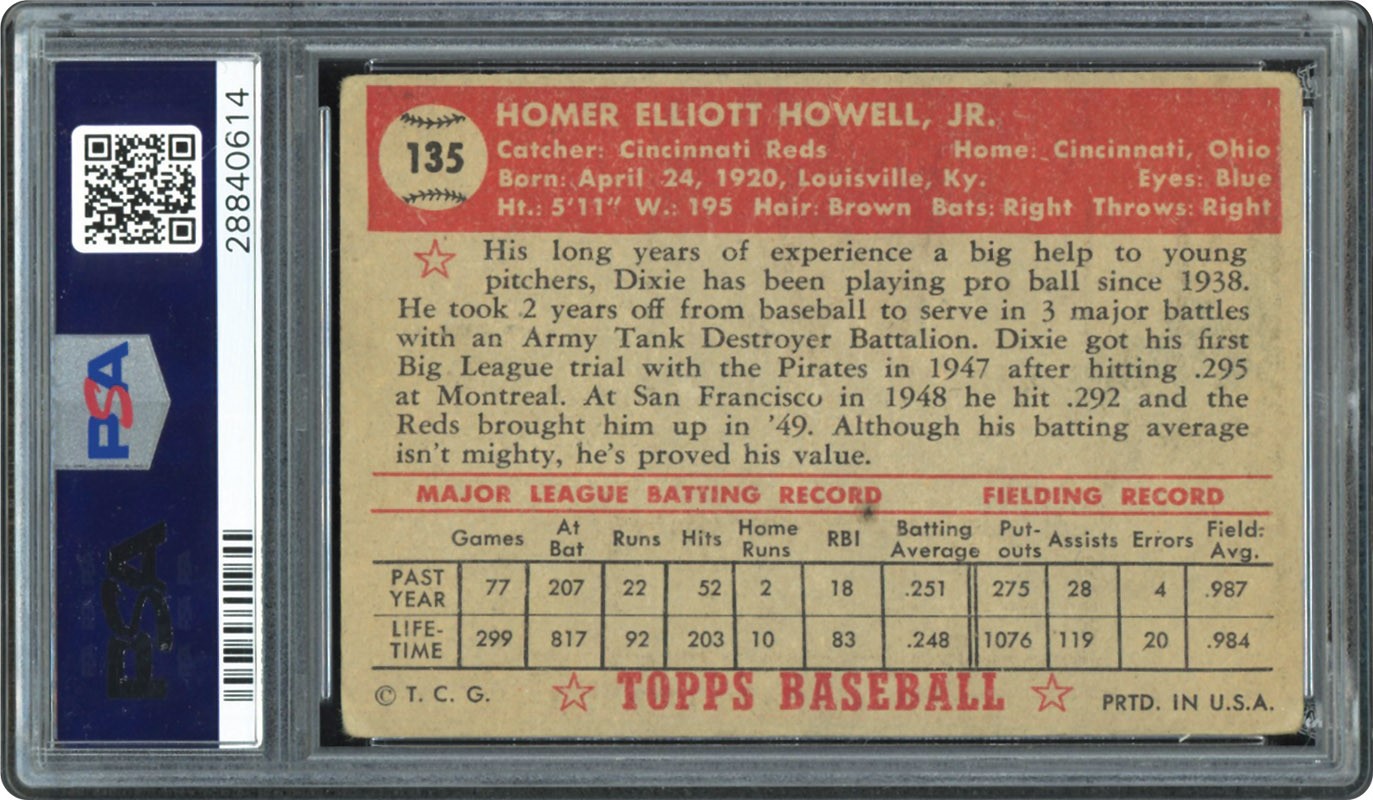 28840614
PSA
PSA
135
HOMER ELLIOTT HOWELL, JR.
Catcher: Cincinnati Reds Home: Cincinnati, Ohio
Born: April 24, 1920, Louisville, Ky. Eyes: Blue
Ht.: 5'11" W.: 195 Hair: Brown Bats: Right Throws: Right
His long years of experience a big help to young
pitchers, Dixie has been playing pro ball since 1938.
He took 2 years off from baseball to serve in 3 major battles
with an Army Tank Destroyer Battalion. Dixie got his first
Big League trial with the Pirates in 1947 after hitting .295
at Montreal. At San Francisco in 1948 he hit .292 and the
Reds brought him up in '49. Although his batting average
isn't mighty, he's proved his value.
MAJOR LEAGUE BATTING RECORD FIELDING RECORD
Games At Bat Runs Hits Home Runs RBI Batting Average Put-outs Assists Errors Field: Avg.
PAST YEAR 77 207 22 52 2 18 .251 275 28 4 .987
LIFE-TIME 299 817 92 203 10 83 .248 1076 119 20 .984
© T. C. G. TOPPS BASEBALL PRTD. IN U.S.A.